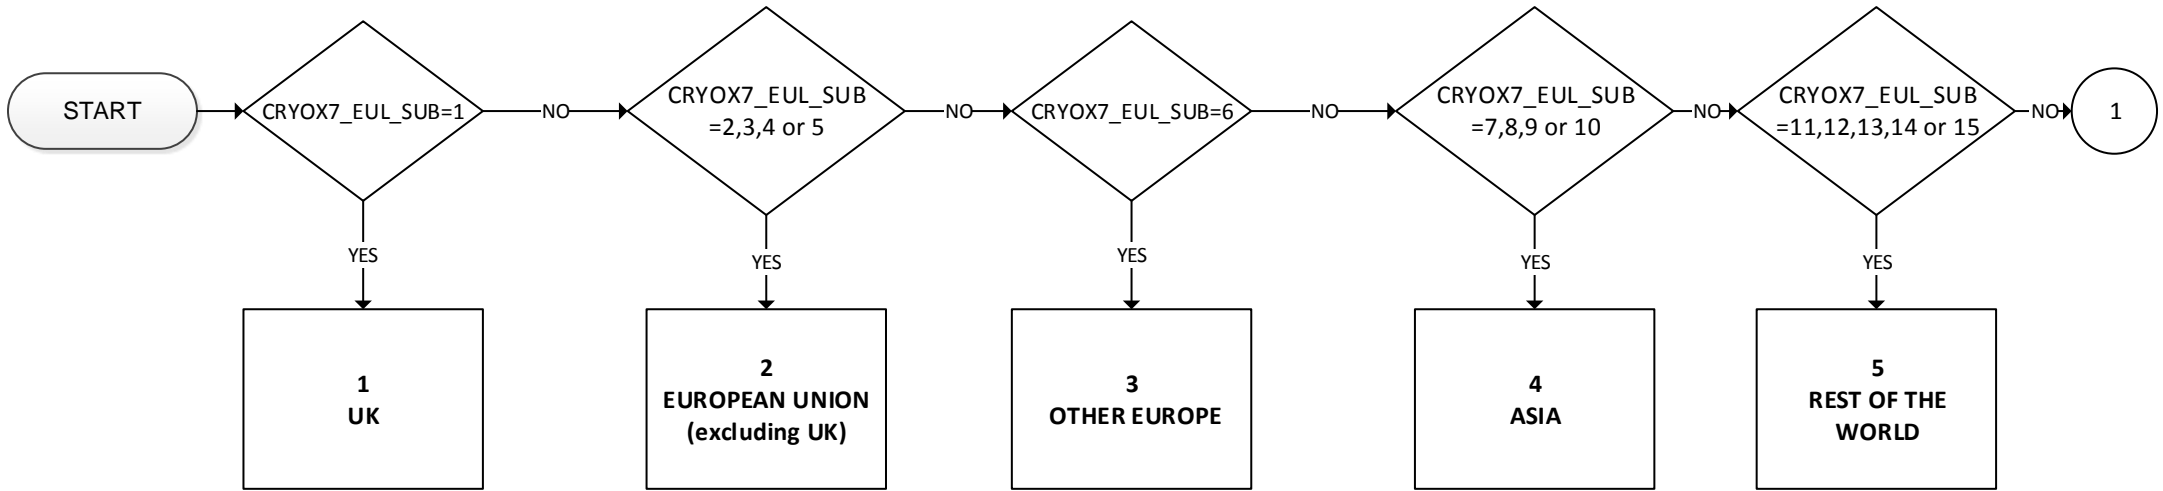 START
CRYOX7_EUL_SUB=1
NO
CRYOX7_EUL_SUB
=2,3,4 or 5
NO
CRYOX7_EUL_SUB=6
NO
CRYOX7_EUL_SUB
=7,8,9 or 10
NO
CRYOX7_EUL_SUB
=11,12,13,14 or 15
NO
1
YES
YES
YES
YES
YES
1
UK
2
EUROPEAN UNION
(excluding UK)
3
OTHER EUROPE
4
ASIA
5
REST OF THE
WORLD